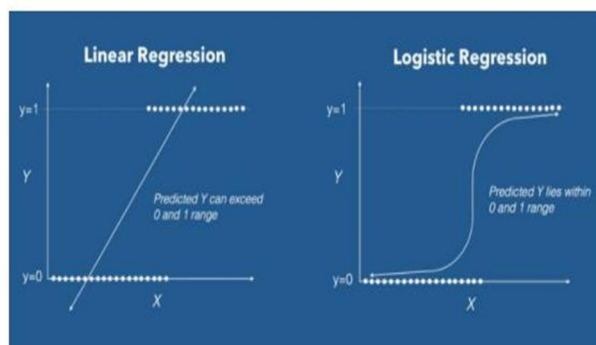 Linear Regression
y=1
Y
Predicted Y can exceed
0 and 1 range
y=0
X
Logistic Regression
y=1
Y
Predicted Y lies within
0 and 1 range
y=0
X